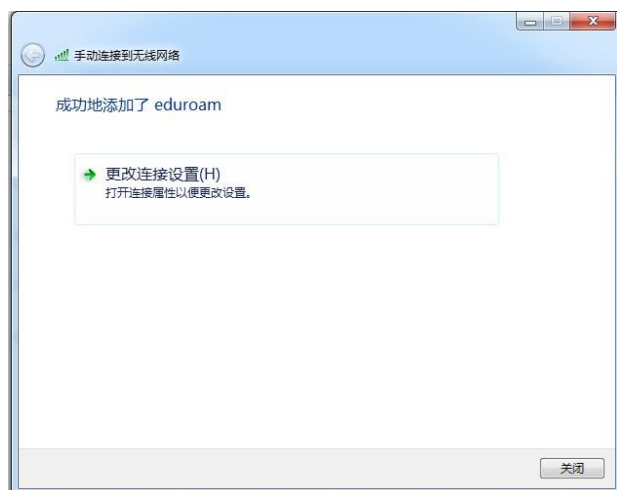 手动连接到无线网络
成功地添加了 eduroam
更改连接设置(H)
打开连接属性以便更改设置。
关闭